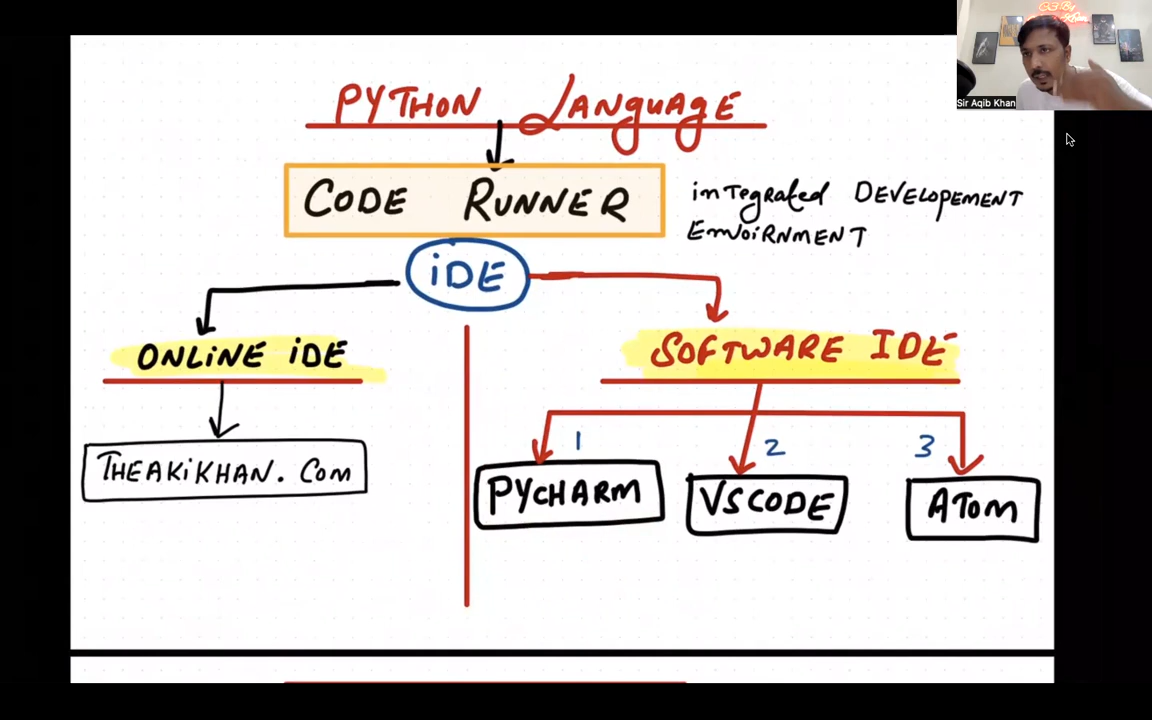 PYTHON LANGUAGE
CODE RUNNER
inTegrated DEVELOPEMENT
EnvoiRNMENT
iDE
ONLiNE iDE
SOFTWARE IDE
THEAKiKHAN.COM
1
2
3
PYCHARM
VSCODE
ATOM
Sir Aqib Khan